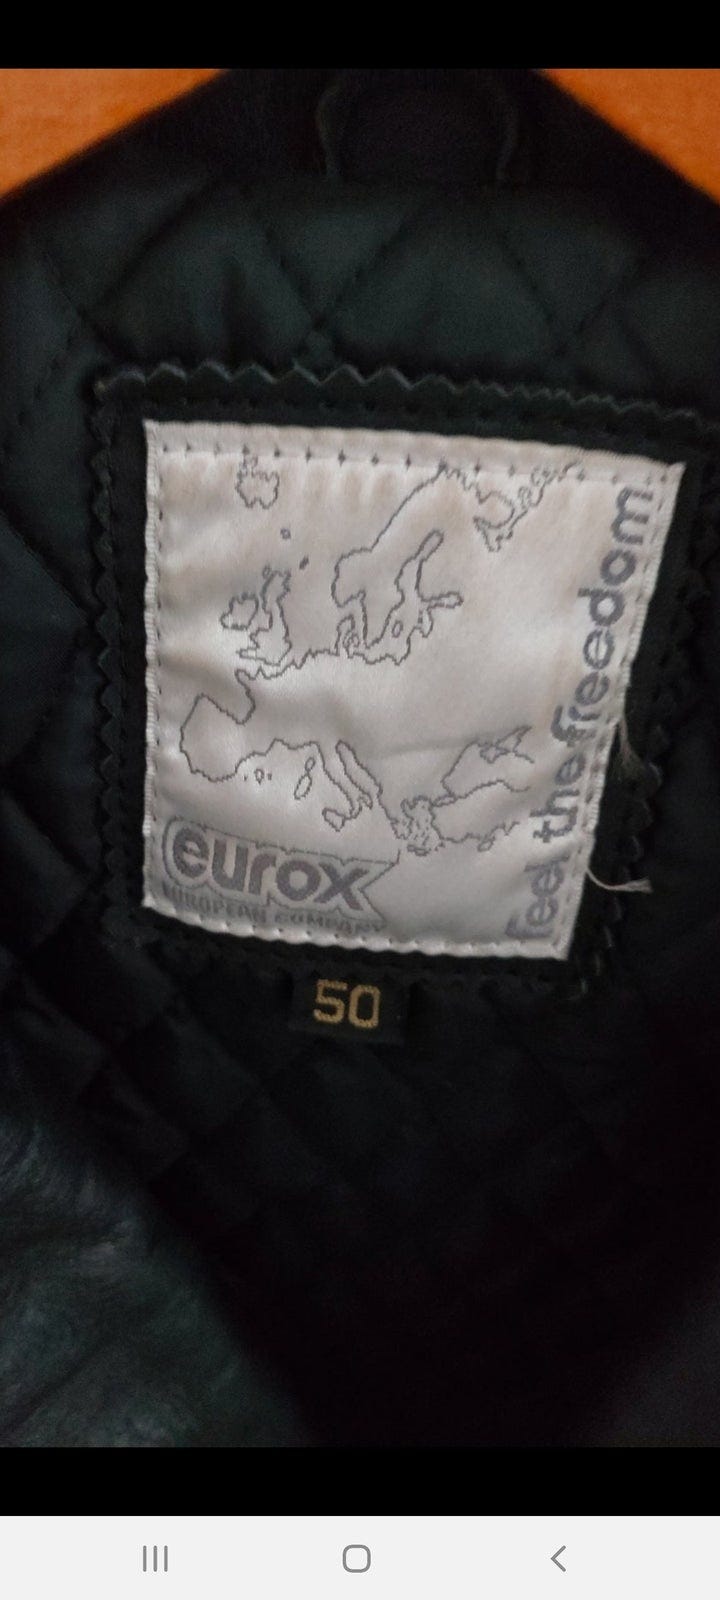 feel the freedom
eurox
EUROPEAN COMPANY
50